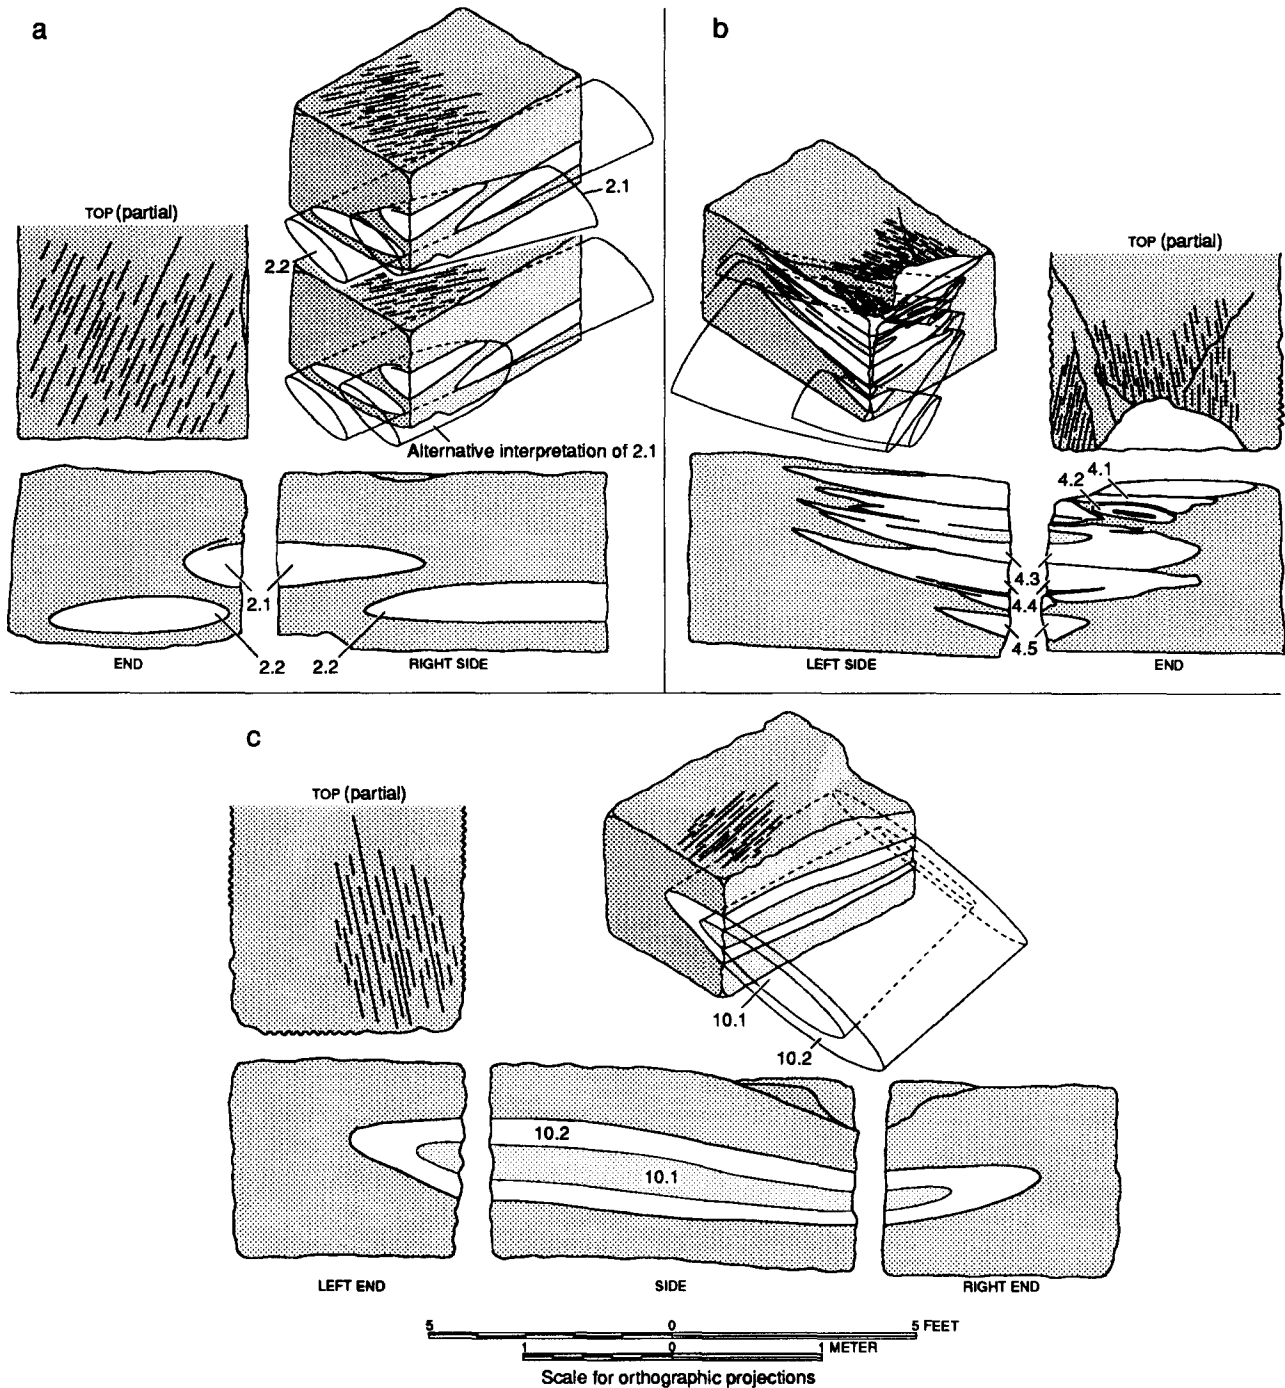 a
2.1
TOP (partial)
2.2
Alternative interpretation of 2.1
2.1
2.2
2.2
END
RIGHT SIDE
b
TOP (partial)
4.1
4.2
4.3
4.4
4.5
LEFT SIDE
END
c
TOP (partial)
10.1
10.2
10.2
10.1
LEFT END
SIDE
RIGHT END
5 0 5 FEET
1 0 1 METER
Scale for orthographic projections